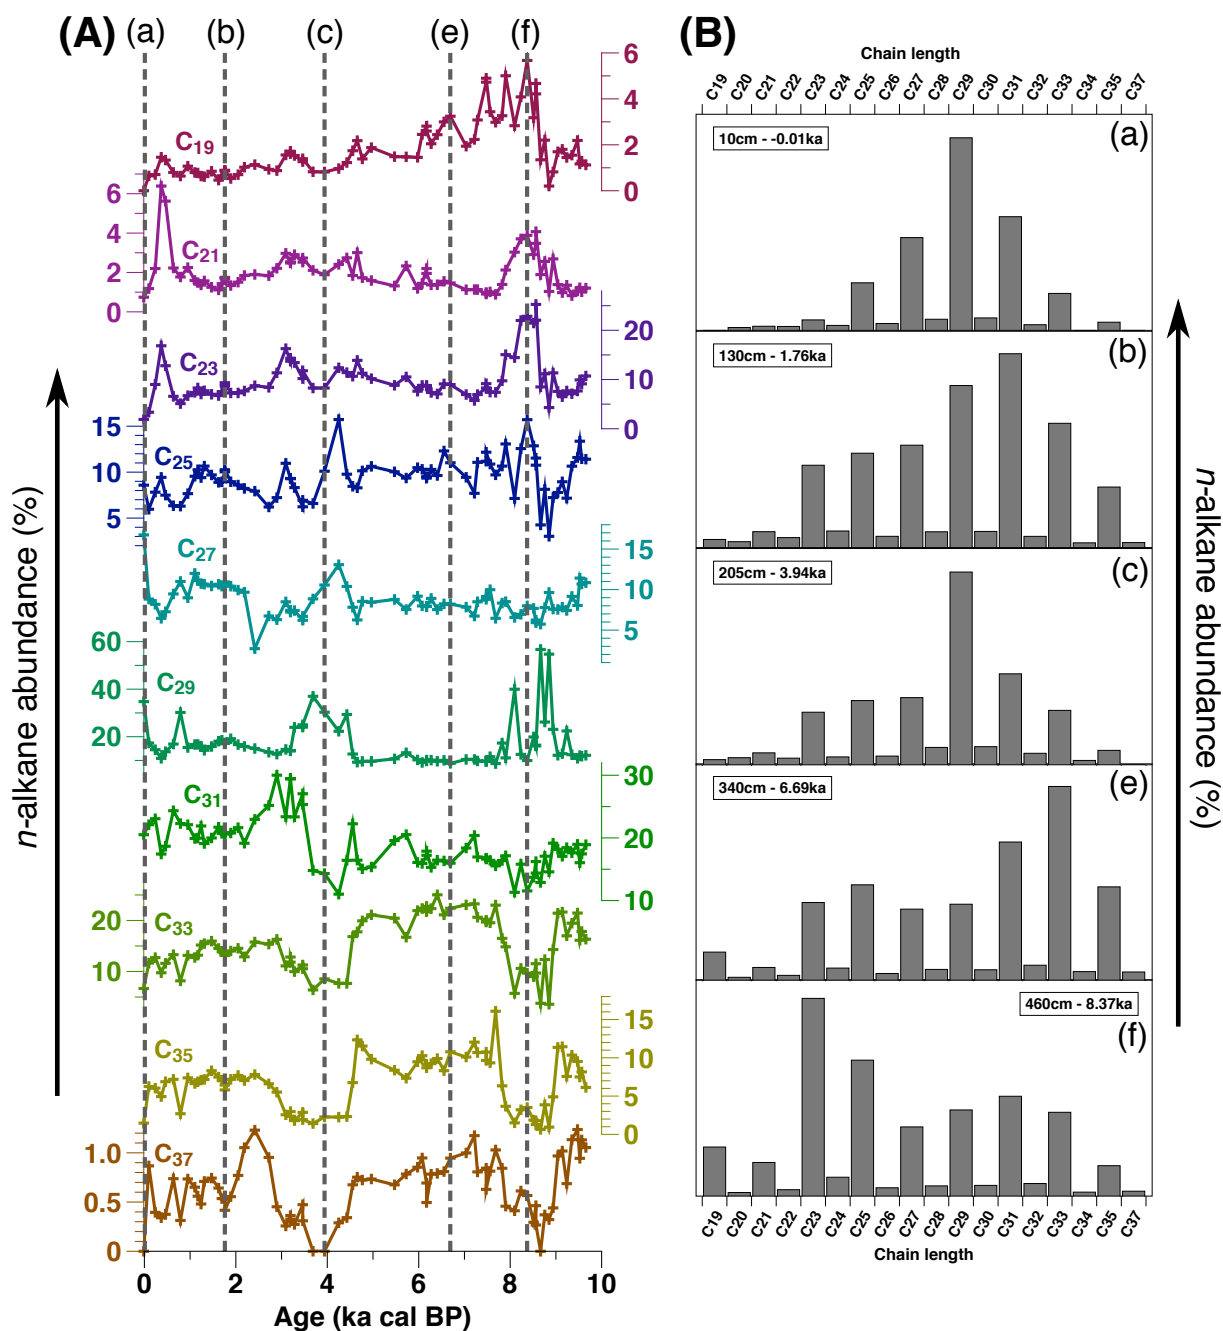 (A) (a) (b) (c) (e) (f)
6
4
2
0
C19
6
4
2
0
C21
20
10
0
C23
15
10
5
C25
15
10
5
C27
60
40
20
C29
30
20
10
C31
20
10
C33
15
10
5
0
C35
1.0
0.5
0
C37
0 2 4 6 8 10
Age (ka cal BP)
n-alkane abundance (%)
(B)
Chain length
C19 C20 C21 C22 C23 C24 C25 C26 C27 C28 C29 C30 C31 C32 C33 C34 C35 C37
10cm - -0.01ka (a)
130cm - 1.76ka (b)
205cm - 3.94ka (c)
340cm - 6.69ka (e)
460cm - 8.37ka (f)
C19 C20 C21 C22 C23 C24 C25 C26 C27 C28 C29 C30 C31 C32 C33 C34 C35 C37
Chain length
n-alkane abundance (%)